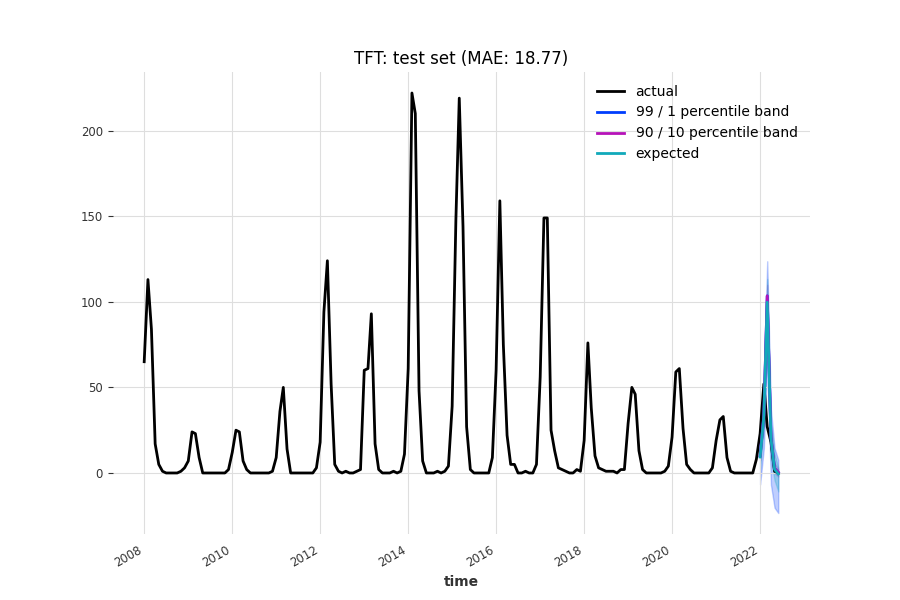 TFT: test set (MAE: 18.77)
actual
99 / 1 percentile band
90 / 10 percentile band
expected
200
150
100
50
0
2008
2010
2012
2014
2016
2018
2020
2022
time